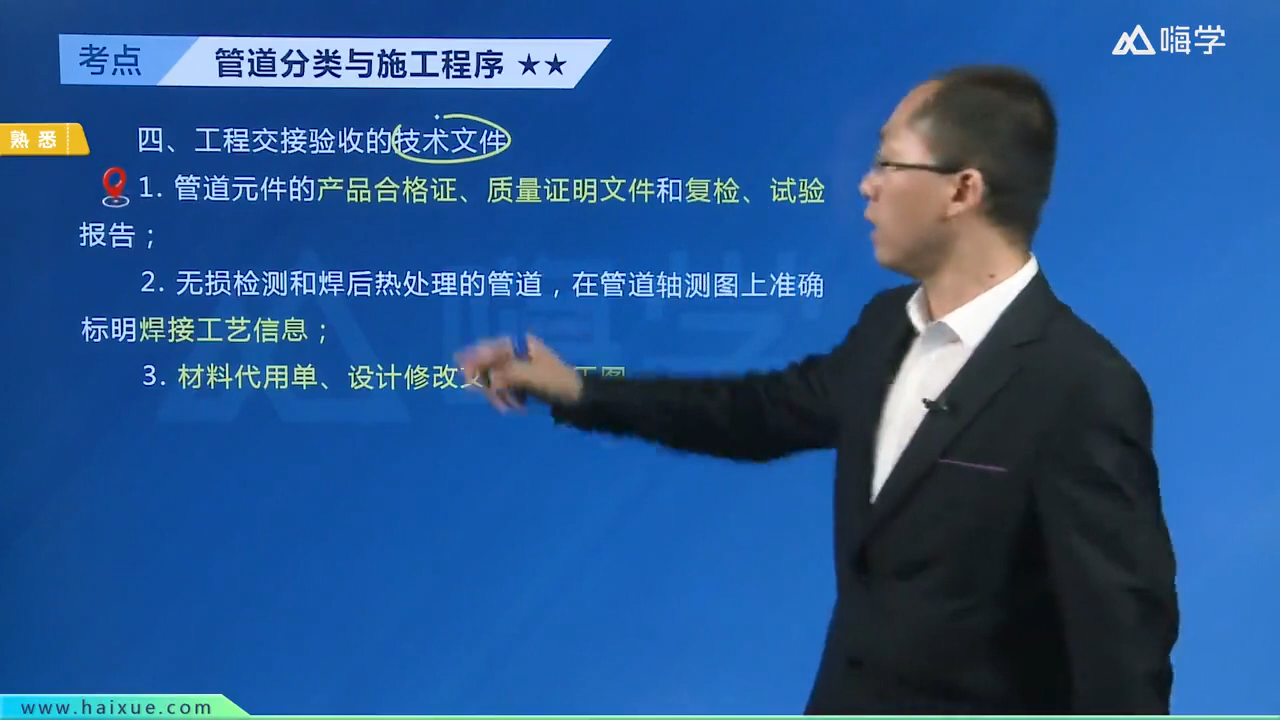 考点
管道分类与施工程序 ★★
嗨学
熟悉
四、工程交接验收的技术文件
1. 管道元件的产品合格证、质量证明文件和复检、试验
报告；
2. 无损检测和焊后热处理的管道，在管道轴测图上准确
标明焊接工艺信息；
3. 材料代用单、设计修改
www.haixue.com